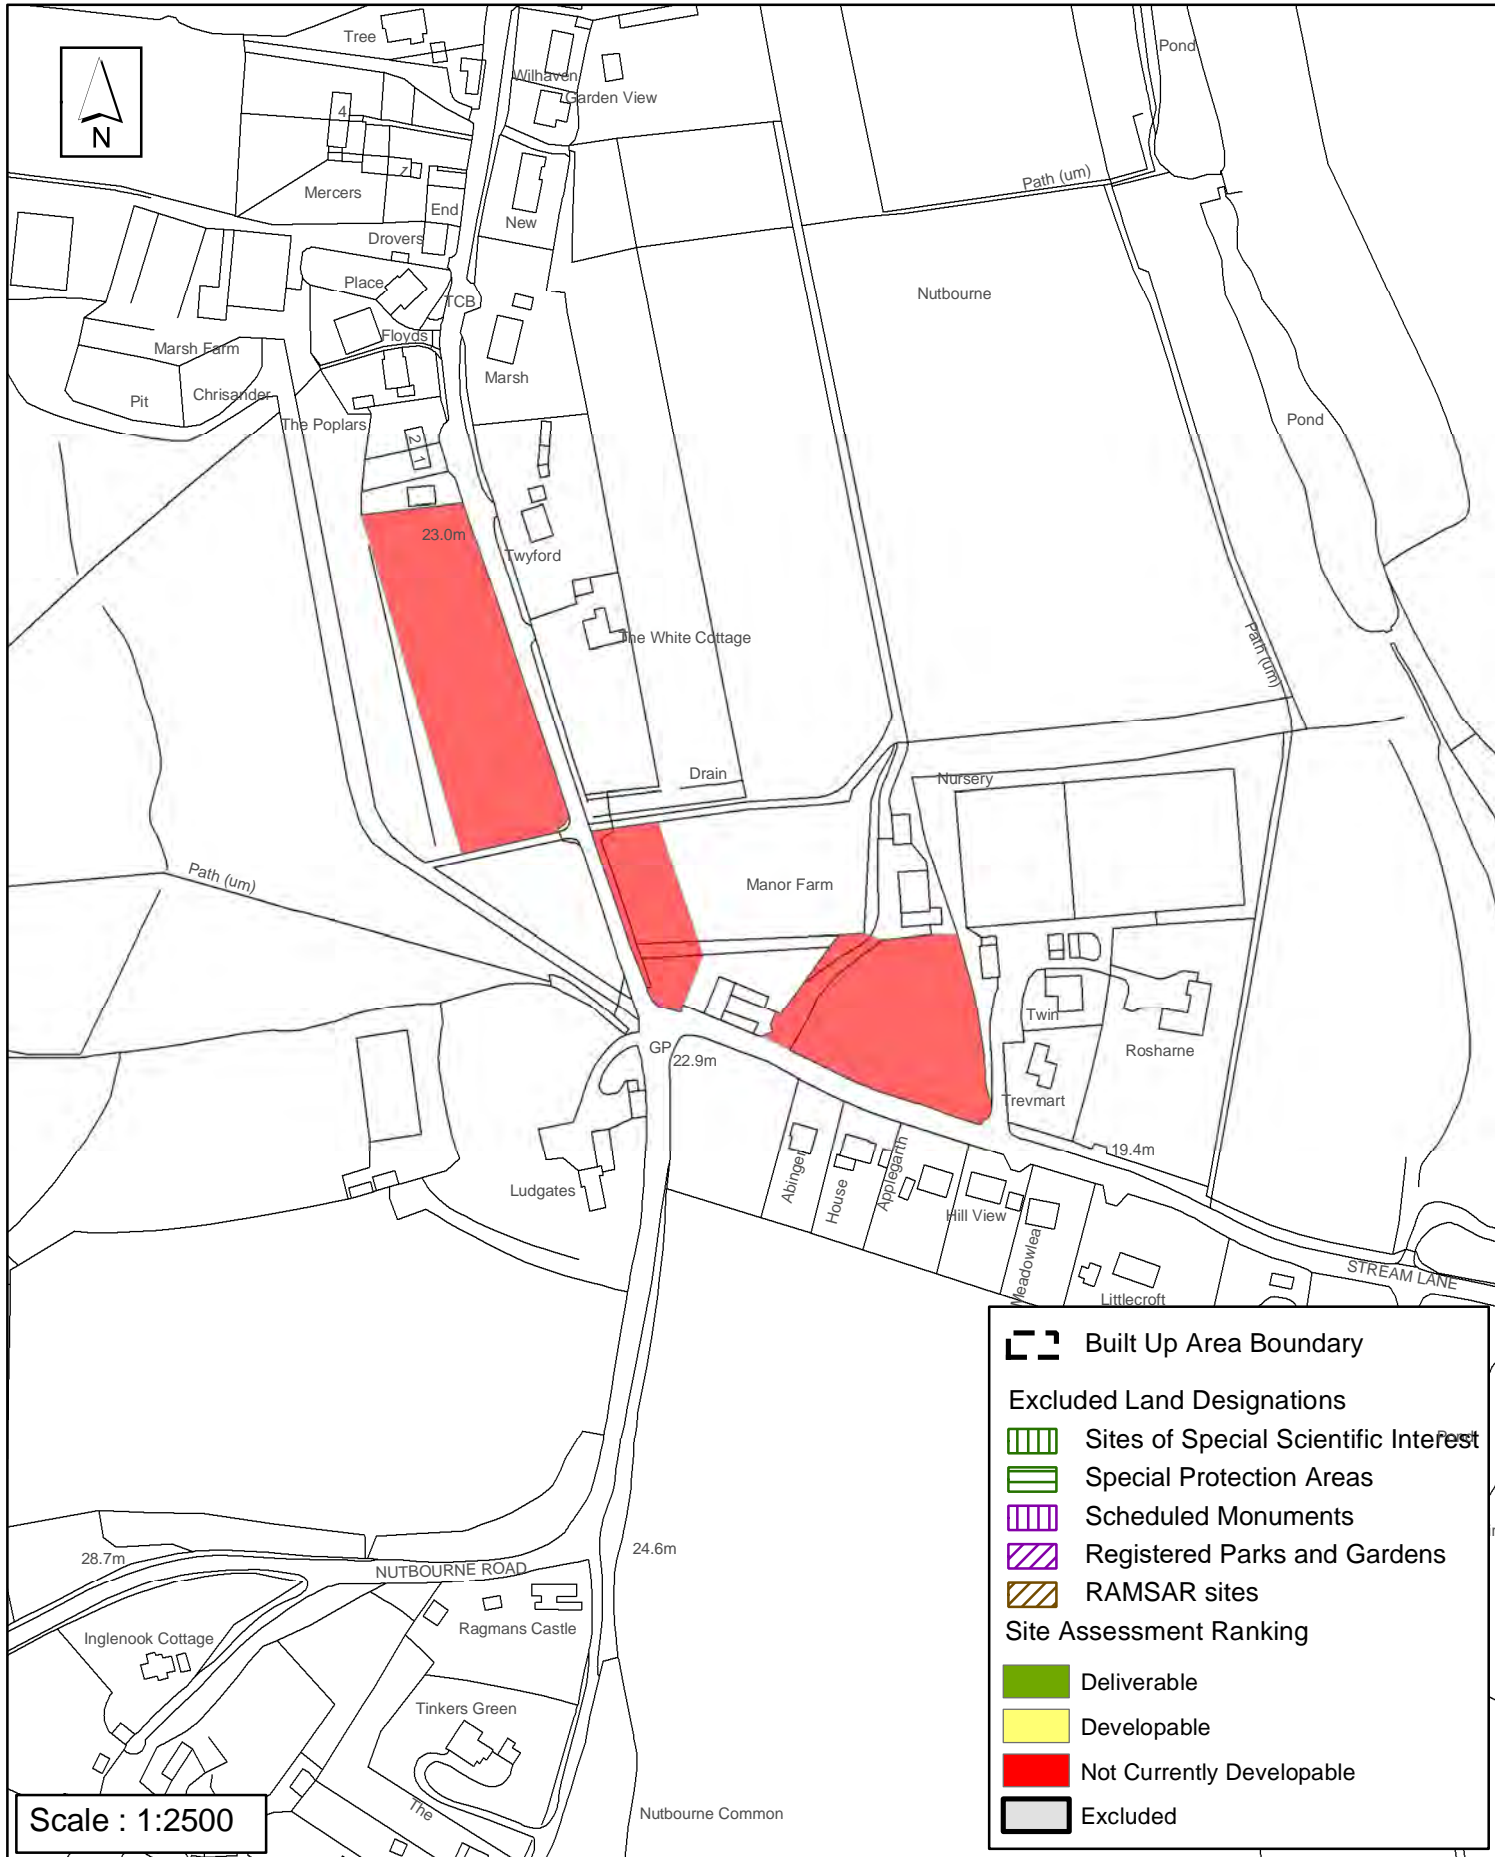 Tree
Pond
Wilhaven
Garden View
4
N
7
Path (um)
Mercers
End
New
Drovers
Place
TCB
Nutbourne
Floyds
Marsh Farm
Marsh
Pit
Chrisander
The Poplars
Pond
2
1
23.0m
Twyford
The White Cottage
Path (um)
Drain
Nursery
Path (um)
Manor Farm
Twin
GP
22.9m
Rosharne
Trevmart
19.4m
Ludgates
Abinger
House
Applegarth
Hill View
Meadowlea
STREAM LANE
Littlecroft
Built Up Area Boundary
Excluded Land Designations
Sites of Special Scientific Interest
Pond
Special Protection Areas
Scheduled Monuments
Registered Parks and Gardens
RAMSAR sites
Site Assessment Ranking
Deliverable
Developable
Not Currently Developable
Excluded
28.7m
24.6m
NUTBOURNE ROAD
Ragmans Castle
Inglenook Cottage
Tinkers Green
The
Nutbourne Common
Scale : 1:2500